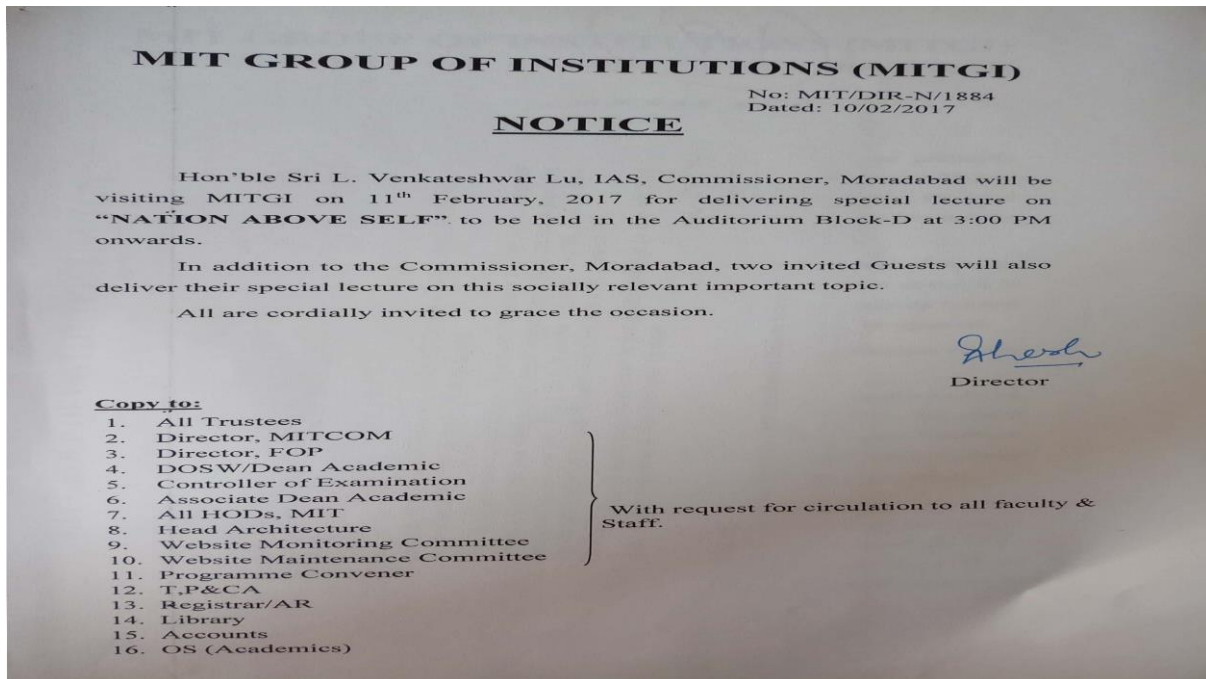 MIT GROUP OF INSTITUTIONS (MITGI)
No: MIT/DIR-N/1884
Dated: 10/02/2017
NOTICE
Hon'ble Sri L. Venkateshwar Lu, IAS, Commissioner, Moradabad will be
visiting MITGI on 11th February, 2017 for delivering special lecture on
"NATION ABOVE SELF" to be held in the Auditorium Block-D at 3:00 PM
onwards.
In addition to the Commissioner, Moradabad, two invited Guests will also
deliver their special lecture on this socially relevant important topic.
All are cordially invited to grace the occasion.
Director
Copy to:
1. All Trustees
2. Director, MITCOM
3. Director, FOP
4. DOSW/Dean Academic
5. Controller of Examination
6. Associate Dean Academic
7. All HODs, MIT
8. Head Architecture
9. Website Monitoring Committee
10. Website Maintenance Committee
11. Programme Convener
12. T,P&CA
13. Registrar/AR
14. Library
15. Accounts
16. OS (Academics)
With request for circulation to all faculty &
Staff.